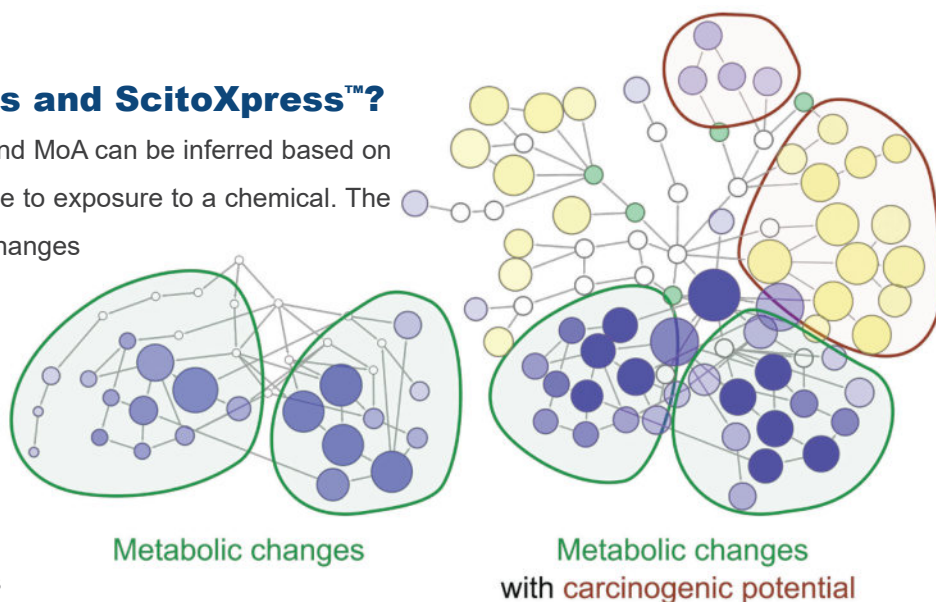 s and ScitoXpress™?
nd MoA can be inferred based on
e to exposure to a chemical. The
hanges
Metabolic changes
Metabolic changes
with carcinogenic potential